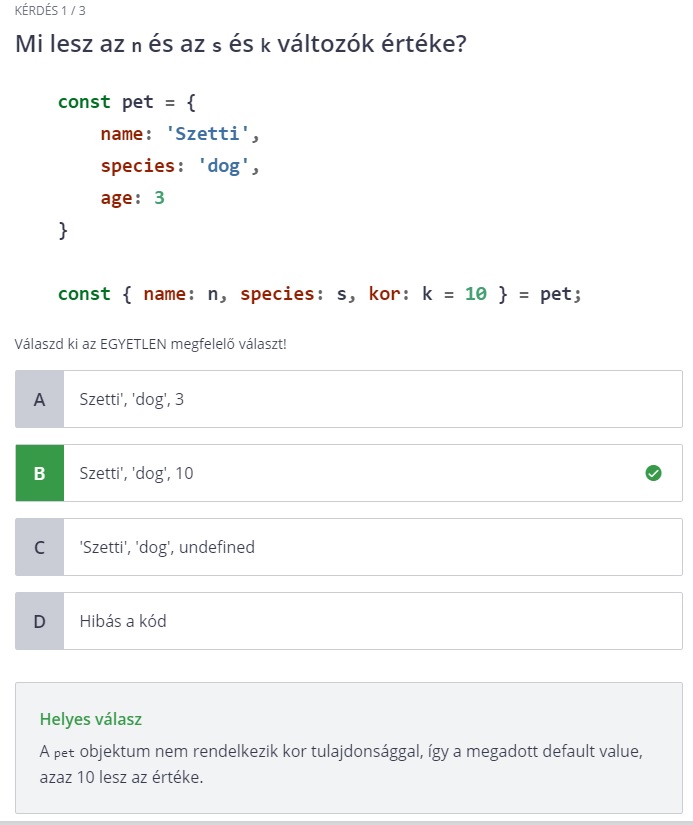 KÉRDÉS 1 / 3
Mi lesz az n és az s és k változók értéke?
const pet = {
name: 'Szetti',
species: 'dog',
age: 3
}
const { name: n, species: s, kor: k = 10 } = pet;
Válaszd ki az EGYETLEN megfelelő választ!
A Szetti', 'dog', 3
B Szetti', 'dog', 10
C 'Szetti', 'dog', undefined
D Hibás a kód
Helyes válasz
A pet objektum nem rendelkezik kor tulajdonsággal, így a megadott default value,
azaz 10 lesz az értéke.